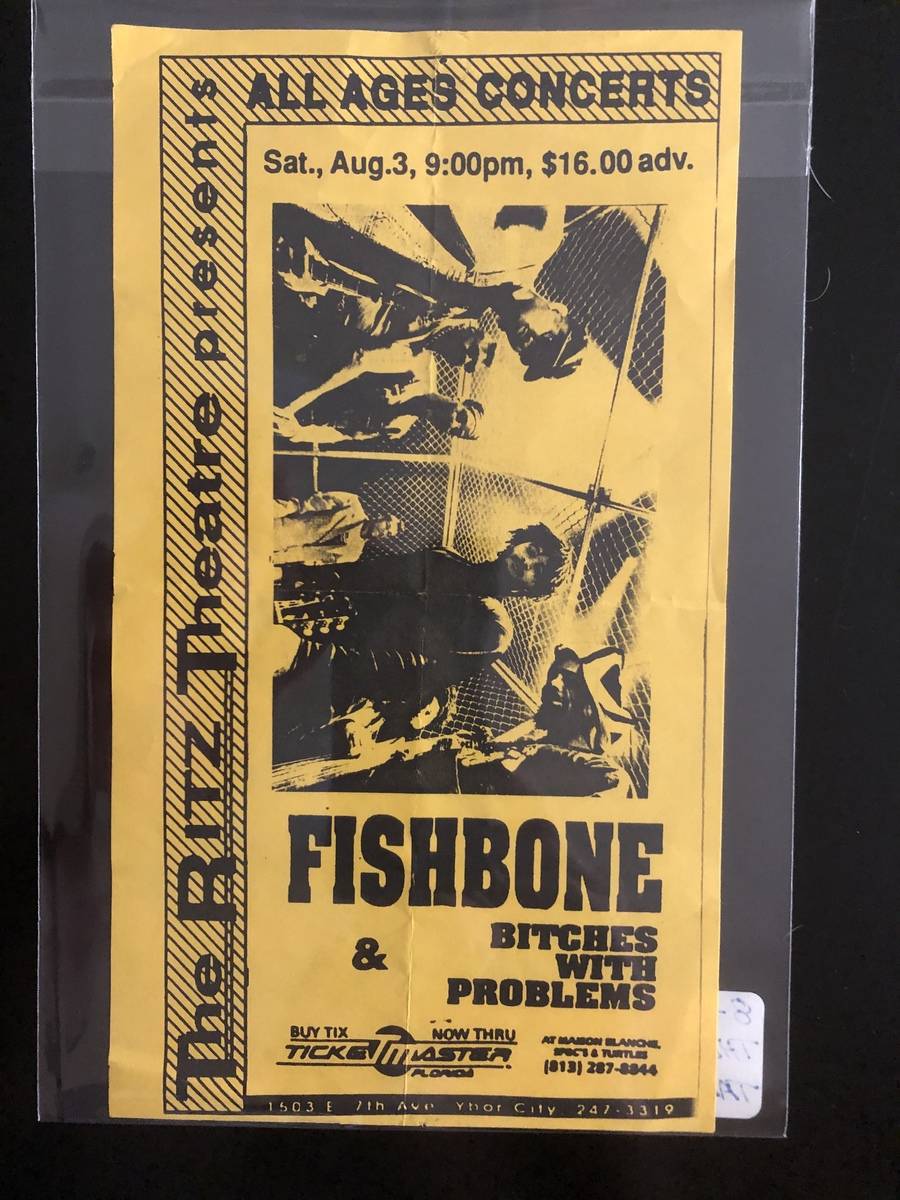 ALL AGES CONCERTS
The RITZ Theatre presents
Sat., Aug.3, 9:00pm, $16.00 adv.
FISHBONE
&
BITCHES
WITH
PROBLEMS
BUY TIX NOW THRU
TICKETMASTER
FLORIDA
AT MAISON BLANCHE,
SPEC'S & TURTLES
(813) 287-8844
1503 E 7th Ave Ybor City 247-3319